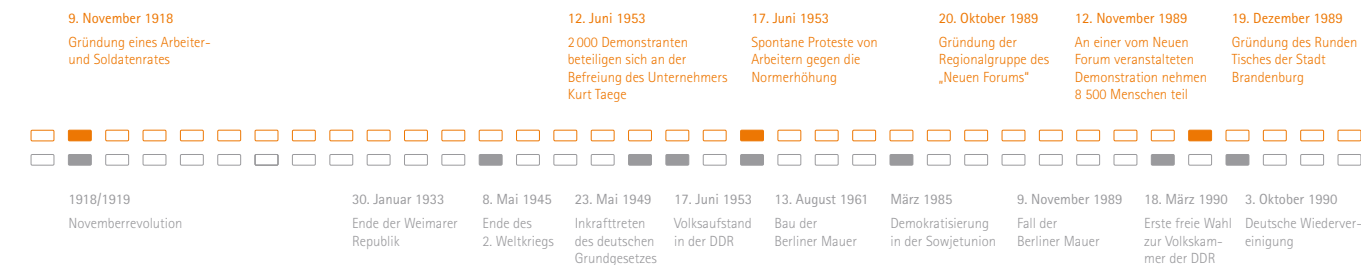 9. November 1918
Gründung eines Arbeiter-
und Soldatenrates
12. Juni 1953
2 000 Demonstranten
beteiligen sich an der
Befreiung des Unternehmers
Kurt Taege
17. Juni 1953
Spontane Proteste von
Arbeitern gegen die
Normerhöhung
20. Oktober 1989
Gründung der
Regionalgruppe des
„Neuen Forums“
12. November 1989
An einer vom Neuen
Forum veranstalteten
Demonstration nehmen
8 500 Menschen teil
19. Dezember 1989
Gründung des Runden
Tisches der Stadt
Brandenburg
1918/1919
Novemberrevolution
30. Januar 1933
Ende der Weimarer
Republik
8. Mai 1945
Ende des
2. Weltkriegs
23. Mai 1949
Inkrafttreten
des deutschen
Grundgesetzes
17. Juni 1953
Volksaufstand
in der DDR
13. August 1961
Bau der
Berliner Mauer
März 1985
Demokratisierung
in der Sowjetunion
9. November 1989
Fall der
Berliner Mauer
18. März 1990
Erste freie Wahl
zur Volkskam-
mer der DDR
3. Oktober 1990
Deutsche Wiederver-
einigung